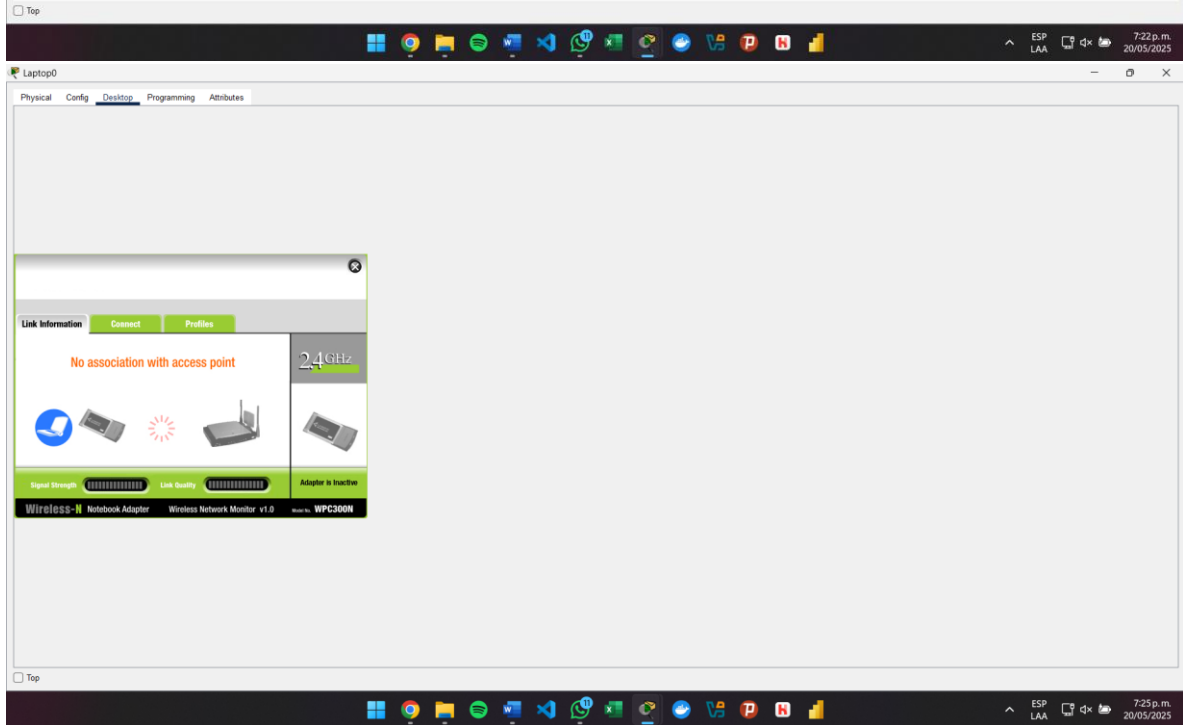 Top
ESP
LAA
7:22 p. m.
20/05/2025
Laptop0
Physical Config Desktop Programming Attributes
Link Information Connect Profiles
No association with access point
2.4GHz
Signal Strength Link Quality Adapter is Inactive
Wireless-N Notebook Adapter Wireless Network Monitor v1.0 Model No. WPC300N
Top
ESP
LAA
7:25 p. m.
20/05/2025